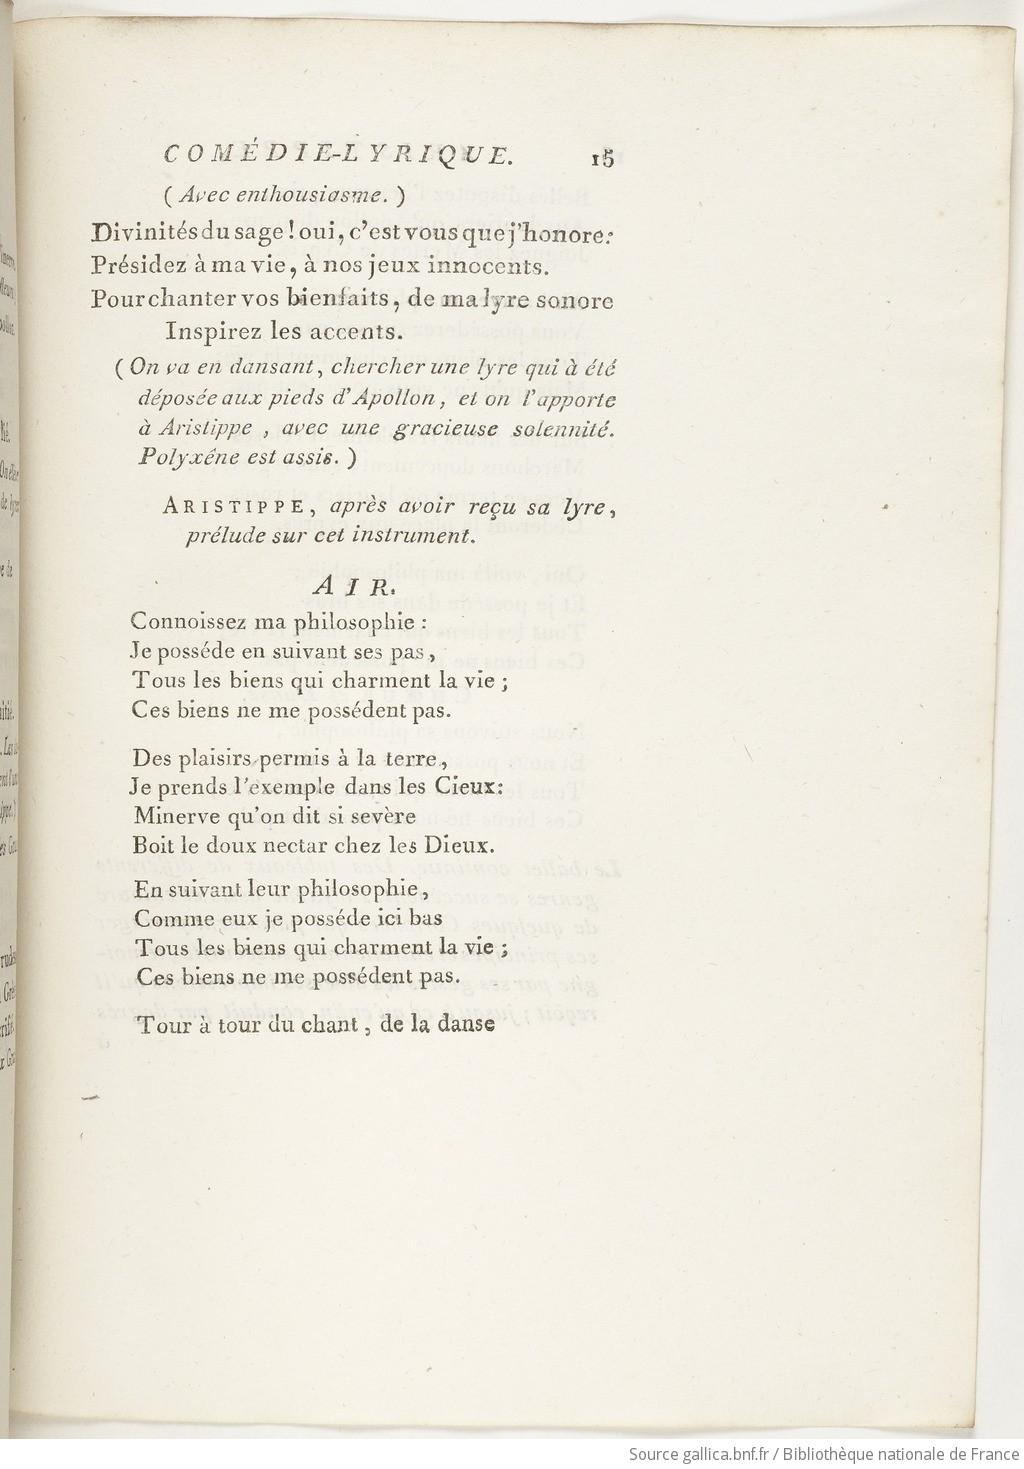 COMÉDIE-LYRIQUE. 15
( Avec enthousiasme. )
Divinités du sage ! oui, c'est vous que j'honore:
Présidez à ma vie, à nos jeux innocents.
Pour chanter vos bienfaits, de ma lyre sonore
Inspirez les accents.
( On va en dansant, chercher une lyre qui à été
déposée aux pieds d'Apollon, et on l'apporte
à Aristippe , avec une gracieuse solennité.
Polyxéne est assis. )
ARISTIPPE, après avoir reçu sa lyre,
prélude sur cet instrument.
AIR.
Connoissez ma philosophie :
Je posséde en suivant ses pas,
Tous les biens qui charment la vie ;
Ces biens ne me possédent pas.
Des plaisirs permis à la terre,
Je prends l'exemple dans les Cieux:
Minerve qu'on dit si sevère
Boit le doux nectar chez les Dieux.
En suivant leur philosophie,
Comme eux je posséde ici bas
Tous les biens qui charment la vie ;
Ces biens ne me possédent pas.
Tour à tour du chant, de la danse
Source gallica.bnf.fr / Bibliothèque nationale de France